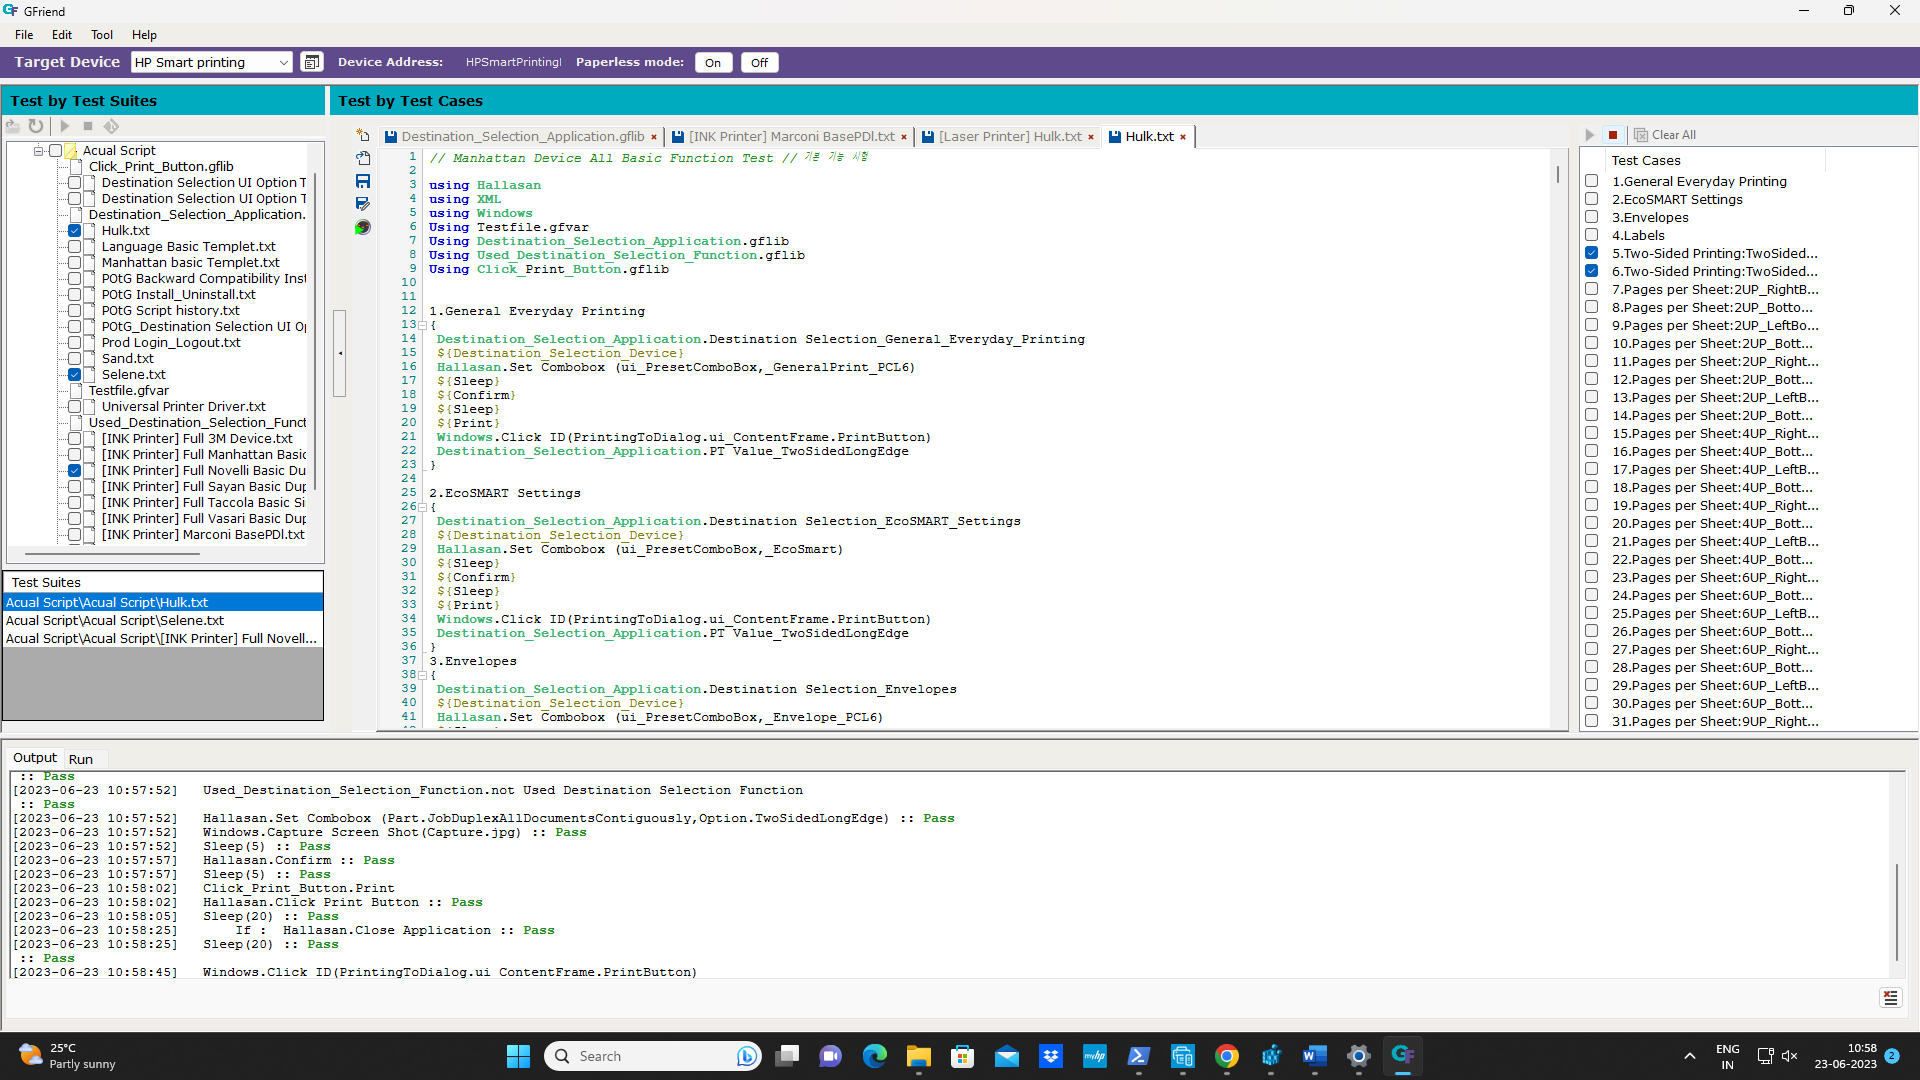 GFriend
File Edit Tool Help
Target Device HP Smart printing Device Address: HPSmartPrintingI Paperless mode: On Off
Test by Test Suites
Acual Script
Click_Print_Button.gflib
Destination Selection UI Option T
Destination Selection UI Option T
Destination_Selection_Application.
Hulk.txt
Language Basic Templet.txt
Manhattan basic Templet.txt
POtG Backward Compatibility Inst
POtG Install_Uninstall.txt
POtG Script history.txt
POtG_Destination Selection UI Op
Prod Login_Logout.txt
Sand.txt
Selene.txt
Testfile.gfvar
Universal Printer Driver.txt
Used_Destination_Selection_Funct
[INK Printer] Full 3M Device.txt
[INK Printer] Full Manhattan Basic
[INK Printer] Full Novelli Basic Du
[INK Printer] Full Sayan Basic Dup
[INK Printer] Full Taccola Basic Si
[INK Printer] Full Vasari Basic Dup
[INK Printer] Marconi BasePDl.txt
Test Suites
Acual Script\Acual Script\Hulk.txt
Acual Script\Acual Script\Selene.txt
Acual Script\Acual Script\[INK Printer] Full Novell...
Test by Test Cases
Destination_Selection_Application.gflib [INK Printer] Marconi BasePDl.txt [Laser Printer] Hulk.txt Hulk.txt
1 // Manhattan Device All Basic Function Test // 기본 기능 시험
2
3 using Hallasan
4 using XML
5 using Windows
6 Using Testfile.gfvar
7 Using Destination_Selection_Application.gflib
8 Using Used_Destination_Selection_Function.gflib
9 Using Click_Print_Button.gflib
10
11
12 1.General Everyday Printing
13 {
14 Destination_Selection_Application.Destination Selection_General_Everyday_Printing
15 ${Destination_Selection_Device}
16 Hallasan.Set Combobox (ui_PresetComboBox,_GeneralPrint_PCL6)
17 ${Sleep}
18 ${Confirm}
19 ${Sleep}
20 ${Print}
21 Windows.Click ID(PrintingToDialog.ui_ContentFrame.PrintButton)
22 Destination_Selection_Application.PT Value_TwoSidedLongEdge
23 }
24
25 2.EcoSMART Settings
26 {
27 Destination_Selection_Application.Destination Selection_EcoSMART_Settings
28 ${Destination_Selection_Device}
29 Hallasan.Set Combobox (ui_PresetComboBox,_EcoSmart)
30 ${Sleep}
31 ${Confirm}
32 ${Sleep}
33 ${Print}
34 Windows.Click ID(PrintingToDialog.ui_ContentFrame.PrintButton)
35 Destination_Selection_Application.PT Value_TwoSidedLongEdge
36 }
37 3.Envelopes
38 {
39 Destination_Selection_Application.Destination Selection_Envelopes
40 ${Destination_Selection_Device}
41 Hallasan.Set Combobox (ui_PresetComboBox,_Envelope_PCL6)
Clear All
Test Cases
1.General Everyday Printing
2.EcoSMART Settings
3.Envelopes
4.Labels
5.Two-Sided Printing:TwoSided...
6.Two-Sided Printing:TwoSided...
7.Pages per Sheet:2UP_RightB...
8.Pages per Sheet:2UP_Botto...
9.Pages per Sheet:2UP_LeftBo...
10.Pages per Sheet:2UP_Bott...
11.Pages per Sheet:2UP_Right...
12.Pages per Sheet:2UP_Bott...
13.Pages per Sheet:2UP_LeftB...
14.Pages per Sheet:2UP_Bott...
15.Pages per Sheet:4UP_Right...
16.Pages per Sheet:4UP_Bott...
17.Pages per Sheet:4UP_LeftB...
18.Pages per Sheet:4UP_Bott...
19.Pages per Sheet:4UP_Right...
20.Pages per Sheet:4UP_Bott...
21.Pages per Sheet:4UP_LeftB...
22.Pages per Sheet:4UP_Bott...
23.Pages per Sheet:6UP_Right...
24.Pages per Sheet:6UP_Bott...
25.Pages per Sheet:6UP_LeftB...
26.Pages per Sheet:6UP_Bott...
27.Pages per Sheet:6UP_Right...
28.Pages per Sheet:6UP_Bott...
29.Pages per Sheet:6UP_LeftB...
30.Pages per Sheet:6UP_Bott...
31.Pages per Sheet:9UP_Right...
Output Run
:: Pass
[2023-06-23 10:57:52] Used_Destination_Selection_Function.not Used Destination Selection Function
:: Pass
[2023-06-23 10:57:52] Hallasan.Set Combobox (Part.JobDuplexAllDocumentsContiguously,Option.TwoSidedLongEdge) :: Pass
[2023-06-23 10:57:52] Windows.Capture Screen Shot(Capture.jpg) :: Pass
[2023-06-23 10:57:52] Sleep(5) :: Pass
[2023-06-23 10:57:57] Hallasan.Confirm :: Pass
[2023-06-23 10:57:57] Sleep(5) :: Pass
[2023-06-23 10:58:02] Click_Print_Button.Print
[2023-06-23 10:58:02] Hallasan.Click Print Button :: Pass
[2023-06-23 10:58:05] Sleep(20) :: Pass
[2023-06-23 10:58:25] If : Hallasan.Close Application :: Pass
[2023-06-23 10:58:25] Sleep(20) :: Pass
:: Pass
[2023-06-23 10:58:45] Windows.Click ID(PrintingToDialog.ui_ContentFrame.PrintButton)
25°C
Partly sunny
Search
myhp
ENG
IN
10:58
23-06-2023
2